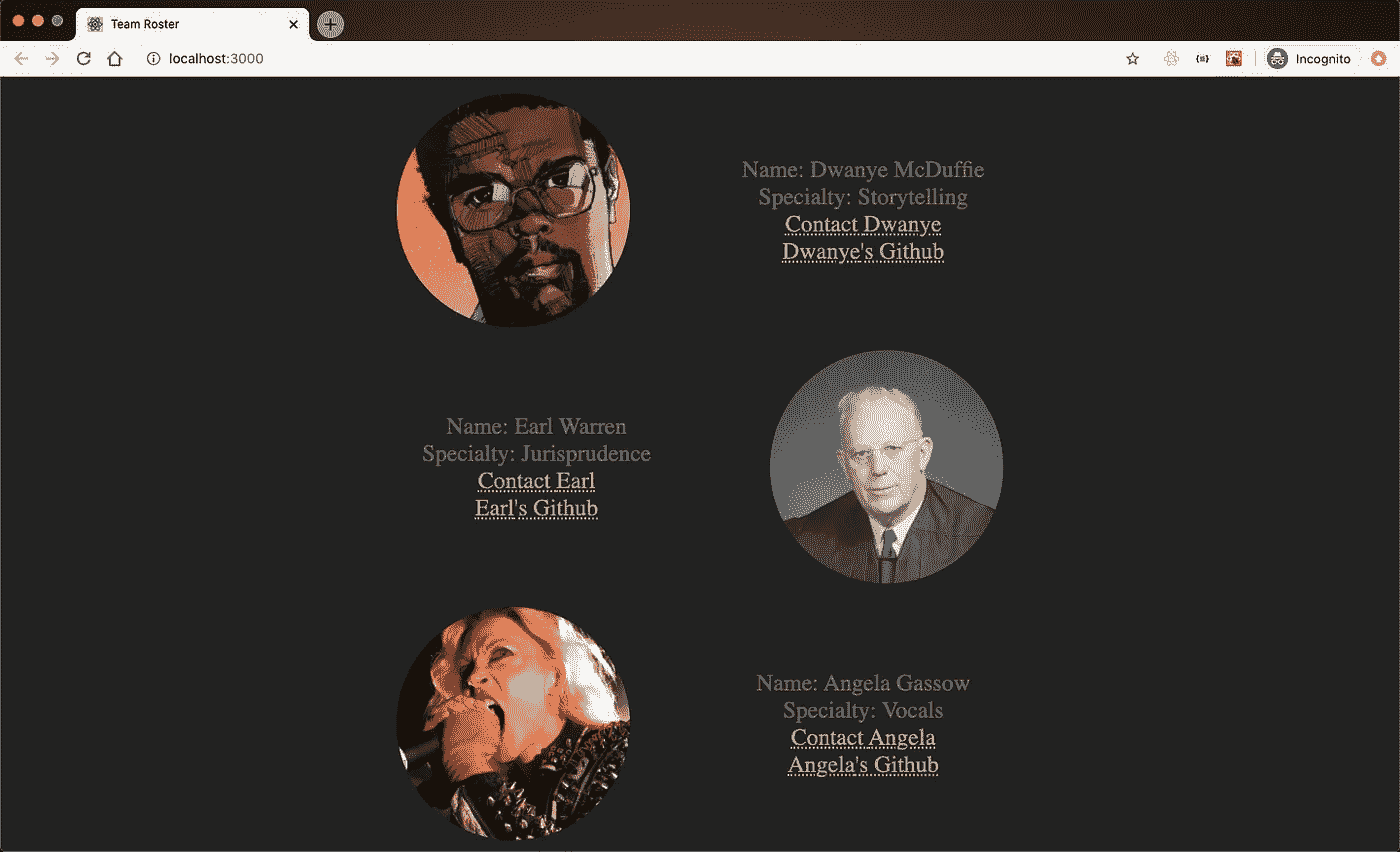 Team Roster
localhost:3000
Incognito
Name: Dwanye McDuffie
Specialty: Storytelling
Contact Dwanye
Dwanye's Github
Name: Earl Warren
Specialty: Jurisprudence
Contact Earl
Earl's Github
Name: Angela Gassow
Specialty: Vocals
Contact Angela
Angela's Github